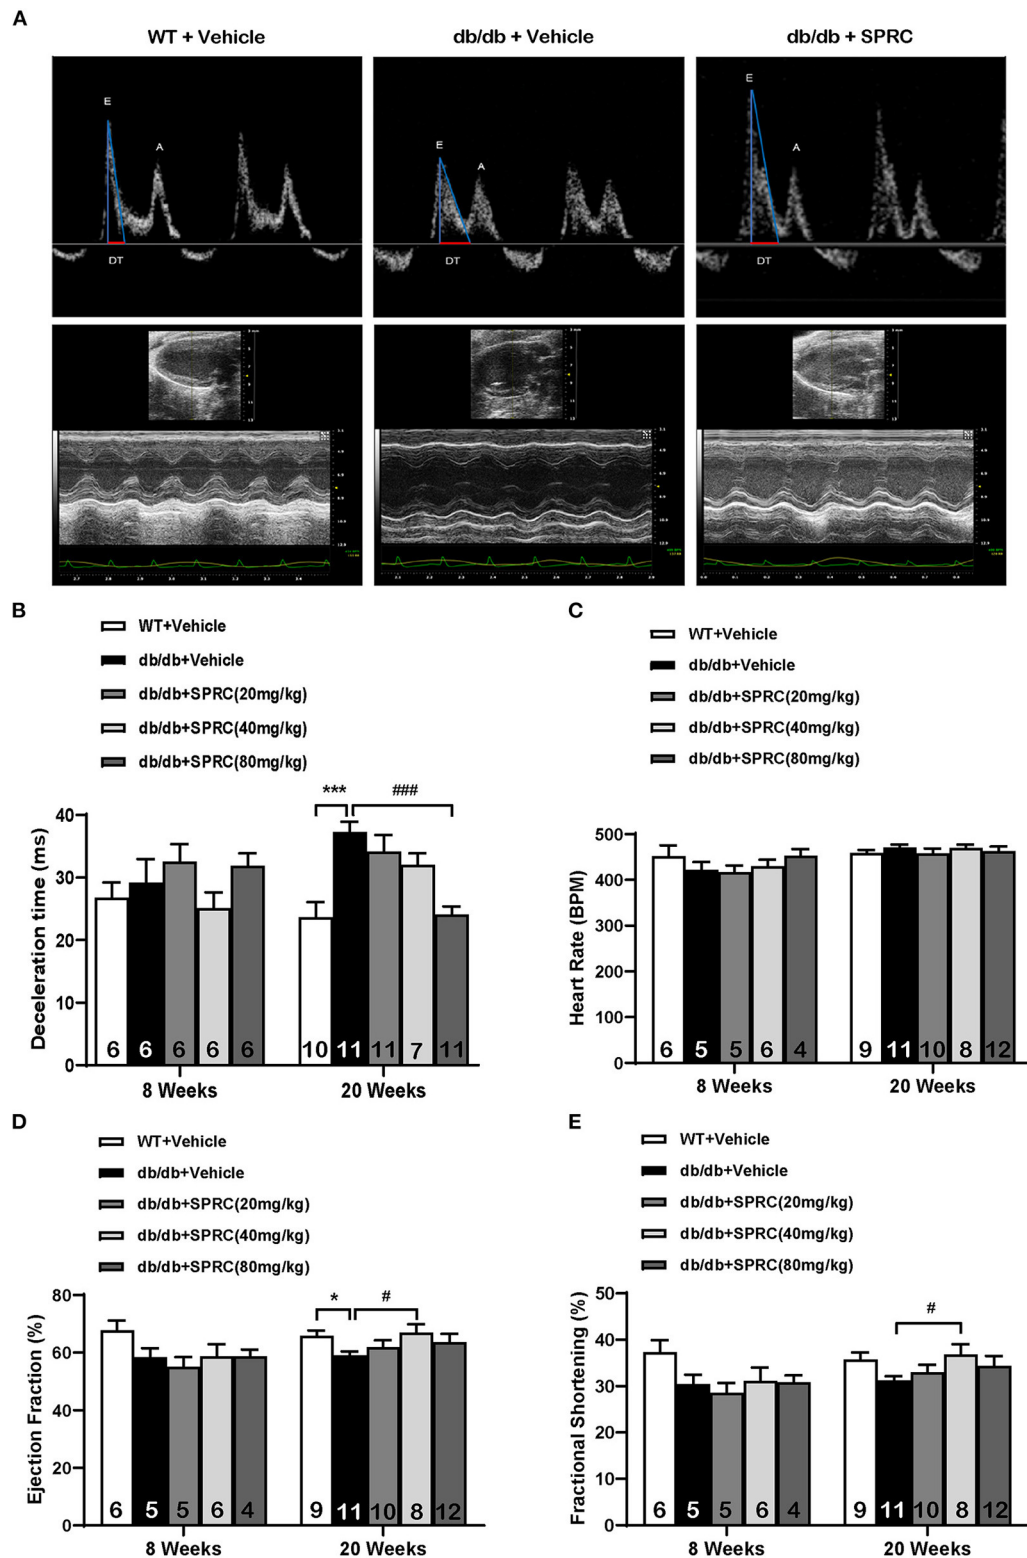 A
WT + Vehicle
db/db + Vehicle
db/db + SPRC
E
A
DT
E
A
DT
E
A
DT
B
WT+Vehicle
db/db+Vehicle
db/db+SPRC(20mg/kg)
db/db+SPRC(40mg/kg)
db/db+SPRC(80mg/kg)
Deceleration time (ms)
40
30
20
10
0
***
###
6
6
6
6
6
10
11
11
7
11
8 Weeks
20 Weeks
C
WT+Vehicle
db/db+Vehicle
db/db+SPRC(20mg/kg)
db/db+SPRC(40mg/kg)
db/db+SPRC(80mg/kg)
Heart Rate (BPM)
500
400
300
200
100
0
6
5
5
6
4
9
11
10
8
12
8 Weeks
20 Weeks
D
WT+Vehicle
db/db+Vehicle
db/db+SPRC(20mg/kg)
db/db+SPRC(40mg/kg)
db/db+SPRC(80mg/kg)
Ejection Fraction (%)
80
60
40
20
0
*
#
6
5
5
6
4
9
11
10
8
12
8 Weeks
20 Weeks
E
WT+Vehicle
db/db+Vehicle
db/db+SPRC(20mg/kg)
db/db+SPRC(40mg/kg)
db/db+SPRC(80mg/kg)
Fractional Shortening (%)
50
40
30
20
10
0
#
6
5
5
6
4
9
11
10
8
12
8 Weeks
20 Weeks